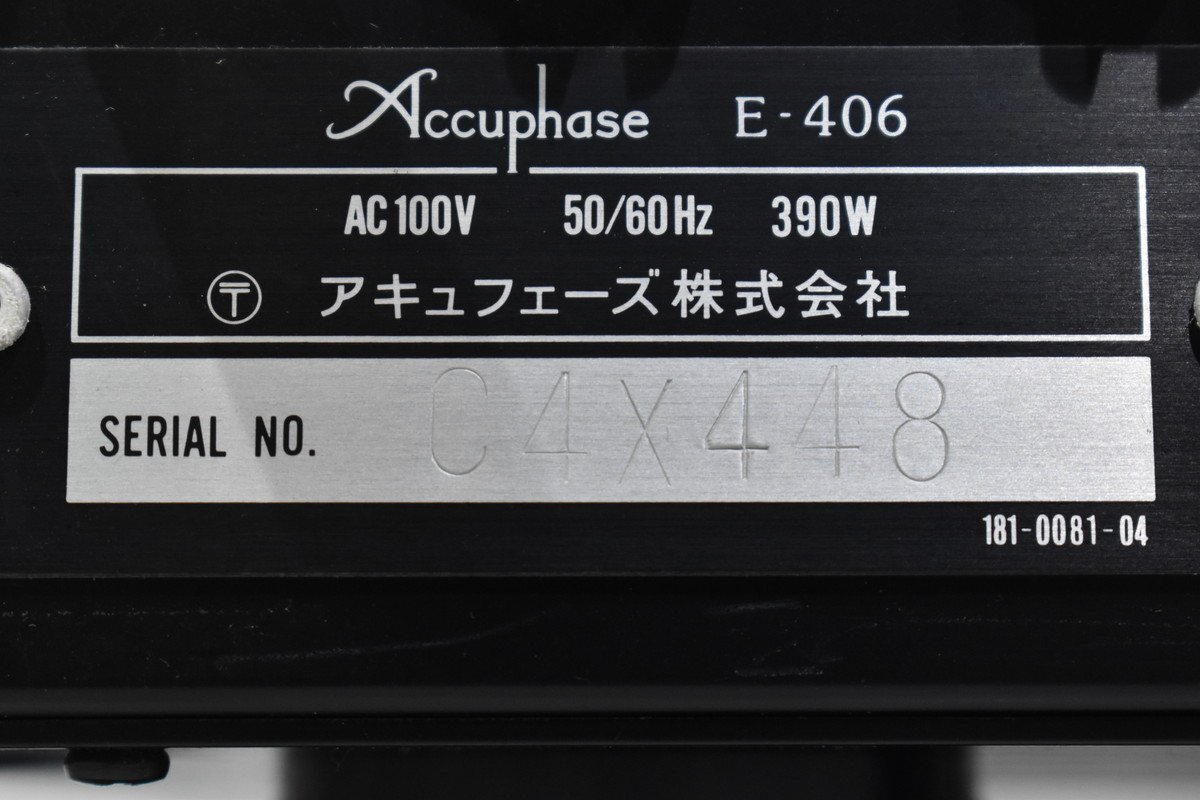 Accuphase E-406
AC100V 50/60Hz 390W
〶 アキュフェーズ株式会社
SERIAL NO. C4X448
181-0081-04